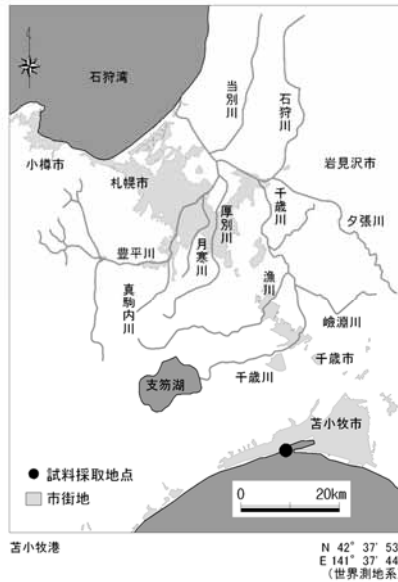 石狩湾
当別川
石狩川
小樽市
札幌市
岩見沢市
厚別川
千歳川
夕張川
月寒川
豊平川
真駒内川
漁川
嶮淵川
千歳市
支笏湖
千歳川
苫小牧市
試料採取地点
市街地
0 20km
苫小牧港
N 42° 37' 53
E 141° 37' 44
(世界測地系